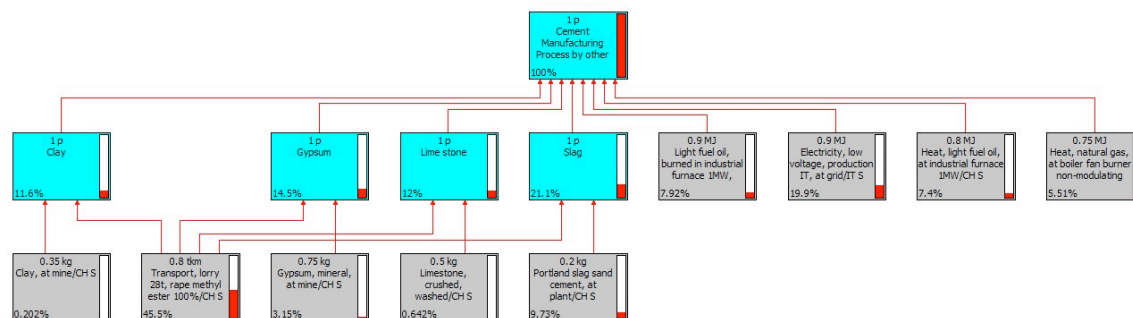 1 p
Cement
Manufacturing
Process by other
100%
1 p
Clay
11.6%
1 p
Gypsum
14.5%
1 p
Lime stone
12%
1 p
Slag
21.1%
0.9 MJ
Light fuel oil,
burned in industrial
furnace 1MW,
7.92%
0.9 MJ
Electricity, low
voltage, production
IT, at grid/IT S
19.9%
0.8 MJ
Heat, light fuel oil,
at industrial furnace
1MW/CH S
7.4%
0.75 MJ
Heat, natural gas,
at boiler fan burner
non-modulating
5.51%
0.35 kg
Clay, at mine/CH S
0.202%
0.8 tkm
Transport, lorry
28t, rape methyl
ester 100%/CH S
45.5%
0.75 kg
Gypsum, mineral,
at mine/CH S
3.15%
0.5 kg
Limestone,
crushed,
washed/CH S
0.642%
0.2 kg
Portland slag sand
cement, at
plant/CH S
9.73%